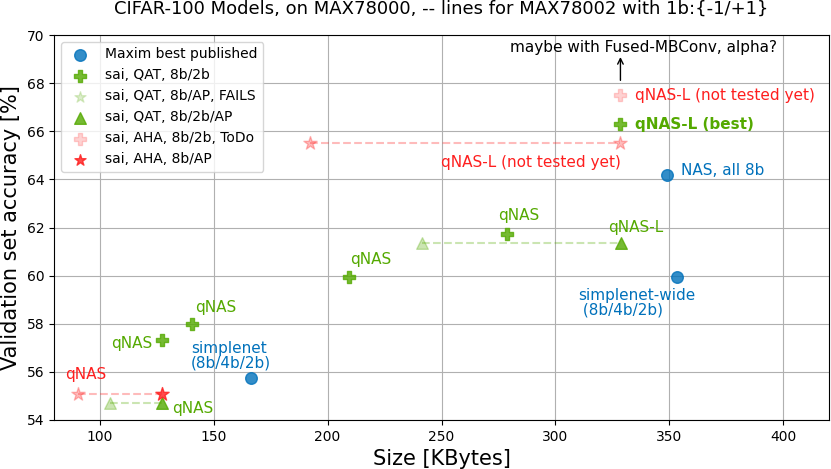 CIFAR-100 Models, on MAX78000, -- lines for MAX78002 with 1b:{-1/+1}
Validation set accuracy [%]
70
68
66
64
62
60
58
56
54
Maxim best published
sai, QAT, 8b/2b
sai, QAT, 8b/AP, FAILS
sai, QAT, 8b/2b/AP
sai, AHA, 8b/2b, ToDo
sai, AHA, 8b/AP
maybe with Fused-MBConv, alpha?
qNAS-L (not tested yet)
qNAS-L (best)
qNAS-L (not tested yet)
NAS, all 8b
qNAS
qNAS-L
qNAS
simplenet-wide
(8b/4b/2b)
qNAS
qNAS
simplenet
(8b/4b/2b)
qNAS
qNAS
100
150
200
250
300
350
400
Size [KBytes]